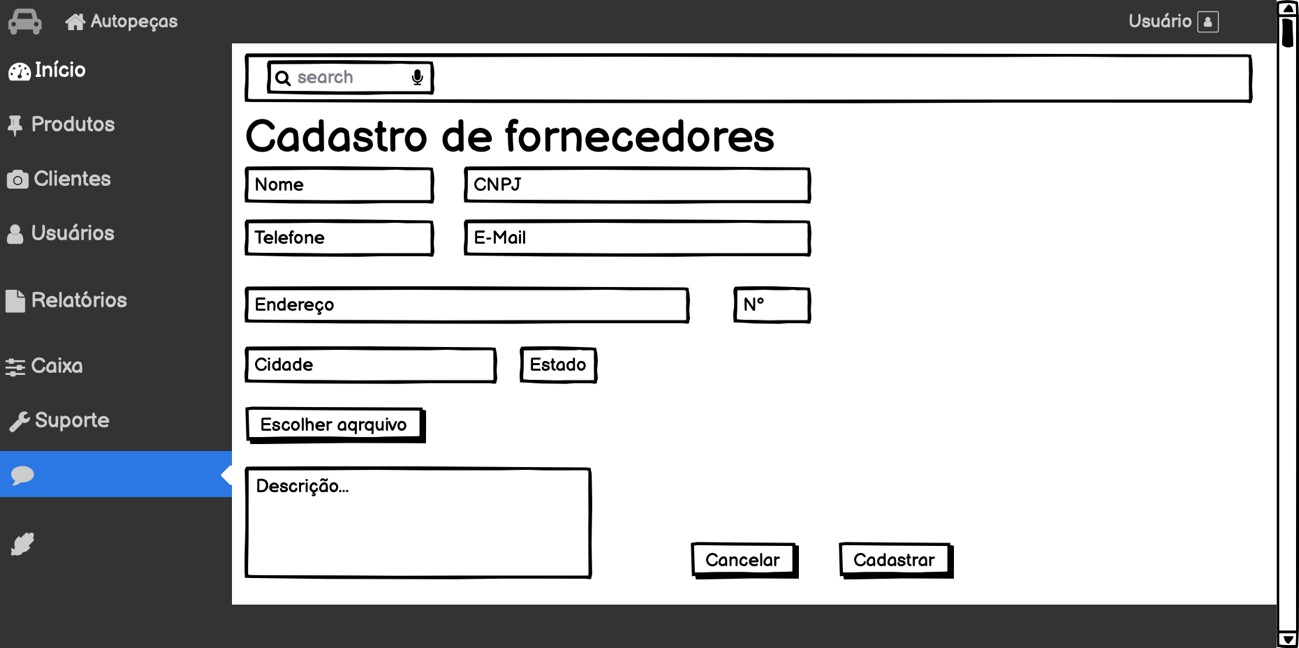 Autopeças
Usuário
Início
Produtos
Clientes
Usuários
Relatórios
Caixa
Suporte
search
Cadastro de fornecedores
Nome
CNPJ
Telefone
E-Mail
Endereço
Nº
Cidade
Estado
Escolher aqrquivo
Descrição...
Cancelar
Cadastrar